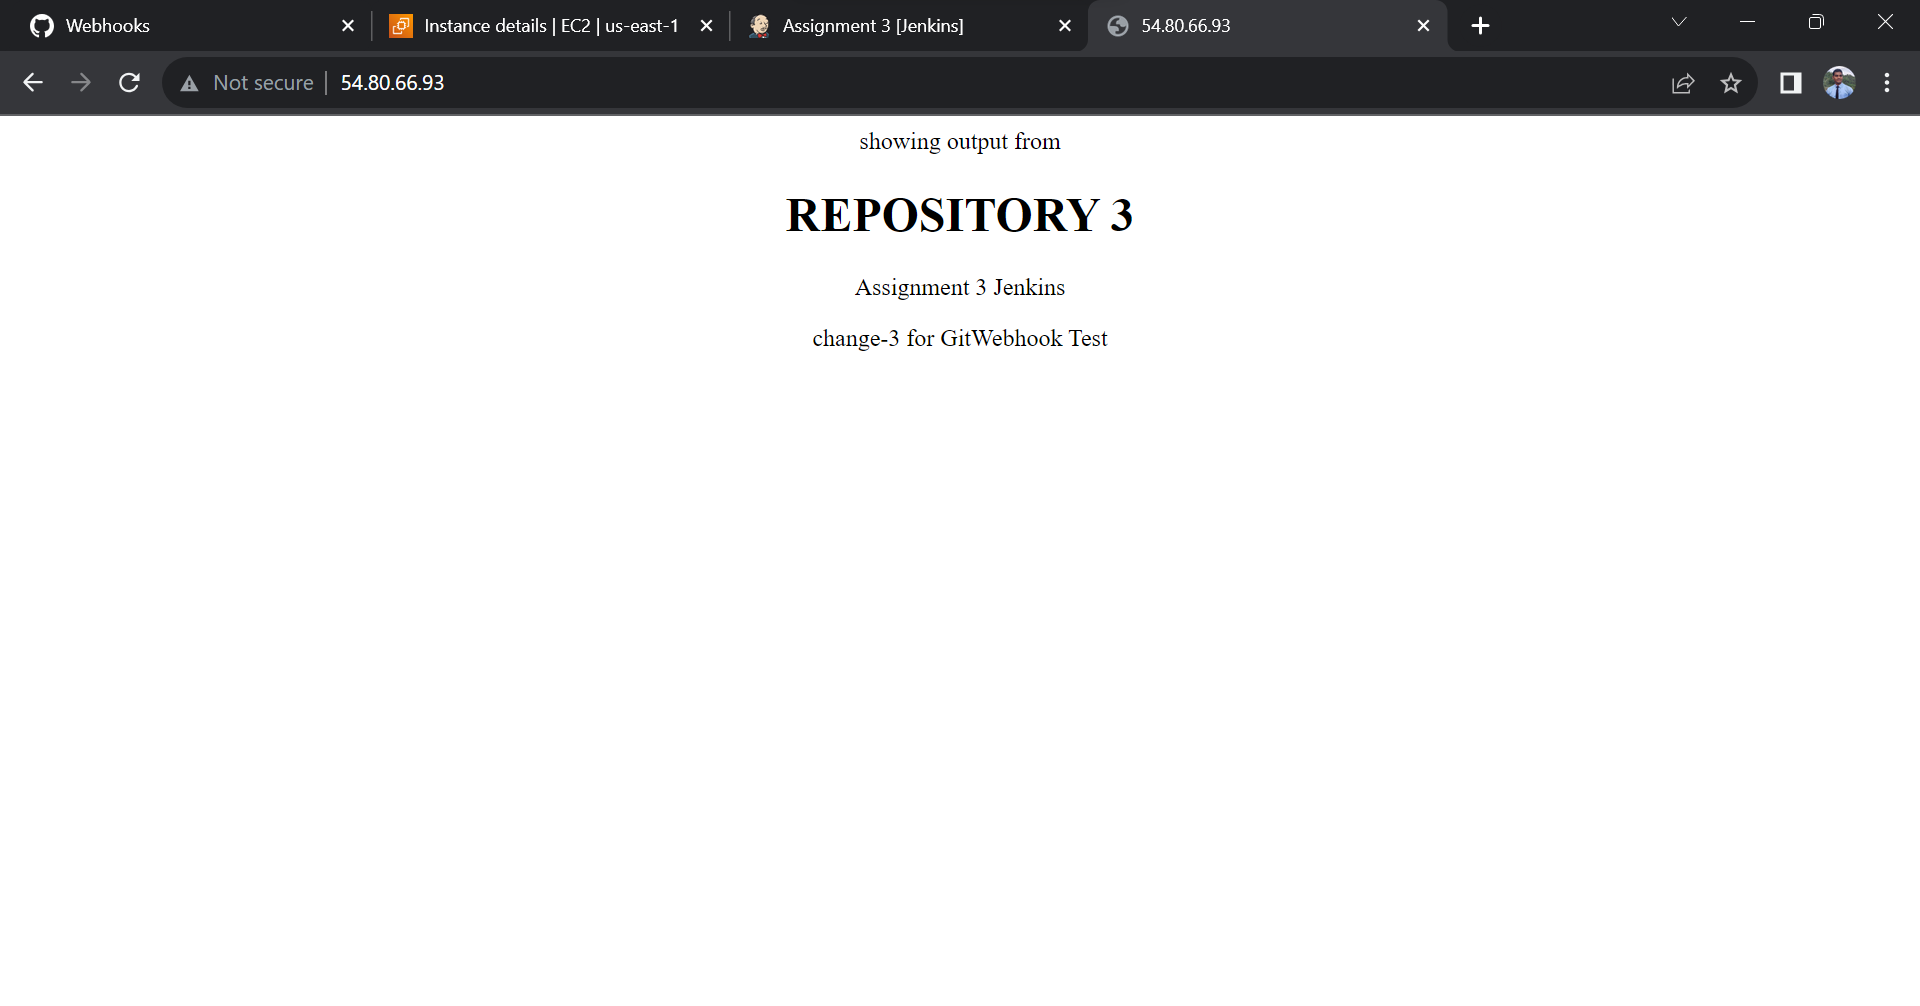 Webhooks
Instance details | EC2 | us-east-1
Assignment 3 [Jenkins]
54.80.66.93
Not secure | 54.80.66.93
showing output from
REPOSITORY 3
Assignment 3 Jenkins
change-3 for GitWebhook Test